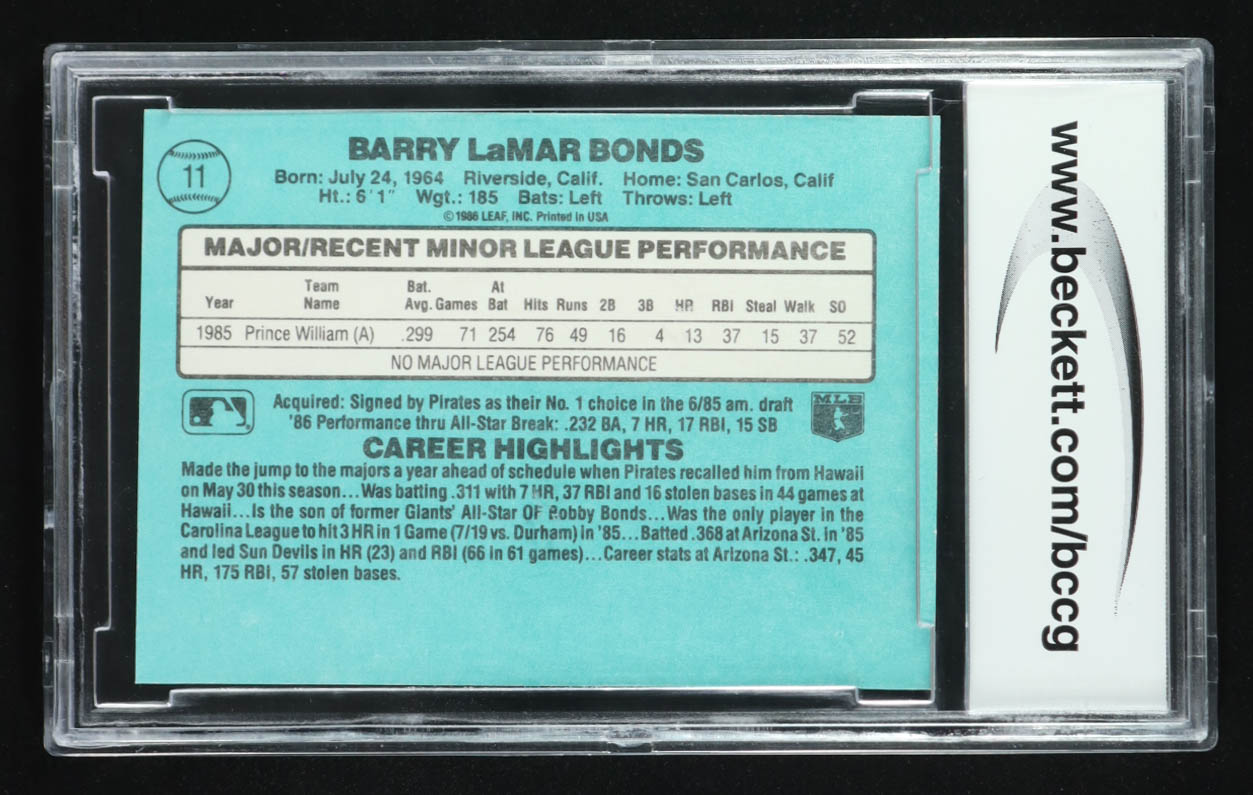 11
BARRY LaMAR BONDS
Born: July 24, 1964 Riverside, Calif. Home: San Carlos, Calif
Ht.: 6'1" Wgt.: 185 Bats: Left Throws: Left
©1986 LEAF, INC. Printed in USA
MAJOR/RECENT MINOR LEAGUE PERFORMANCE
Team Bat. At
Year Name Avg. Games Bat Hits Runs 2B 3B HR RBI Steal Walk SO
1985 Prince William (A) .299 71 254 76 49 16 4 13 37 15 37 52
NO MAJOR LEAGUE PERFORMANCE
Acquired: Signed by Pirates as their No. 1 choice in the 6/85 am. draft
'86 Performance thru All-Star Break: .232 BA, 7 HR, 17 RBI, 15 SB
MLB
CAREER HIGHLIGHTS
Made the jump to the majors a year ahead of schedule when Pirates recalled him from Hawaii
on May 30 this season...Was batting .311 with 7 HR, 37 RBI and 16 stolen bases in 44 games at
Hawaii...Is the son of former Giants' All-Star OF Bobby Bonds...Was the only player in the
Carolina League to hit 3 HR in 1 Game (7/19 vs. Durham) in '85...Batted .368 at Arizona St. in '85
and led Sun Devils in HR (23) and RBI (66 in 61 games)...Career stats at Arizona St.: .347, 45
HR, 175 RBI, 57 stolen bases.
www.beckett.com/bccg